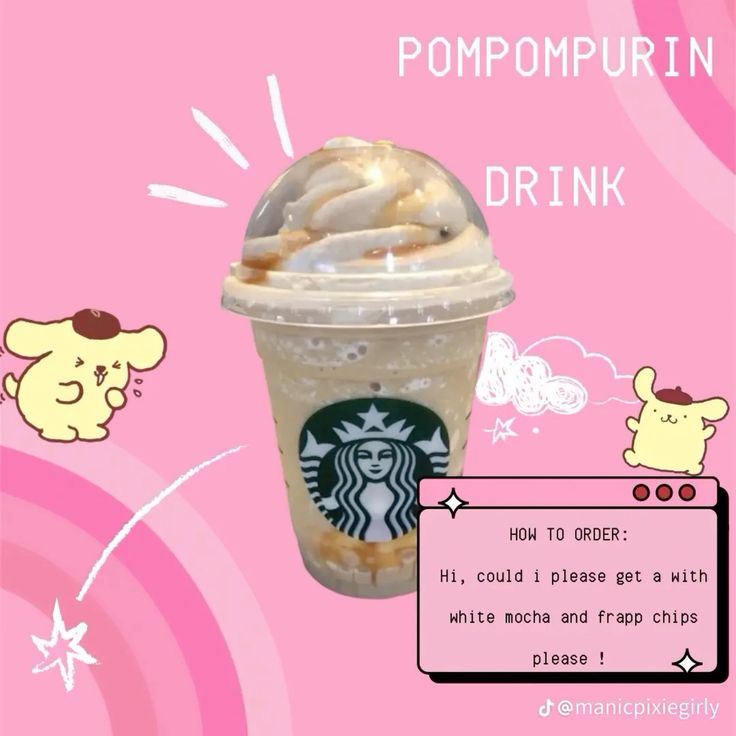 POMPOMPURIN
DRINK
HOW TO ORDER:
Hi, could i please get a with
white mocha and frapp chips
please !
@manicpixiegirly